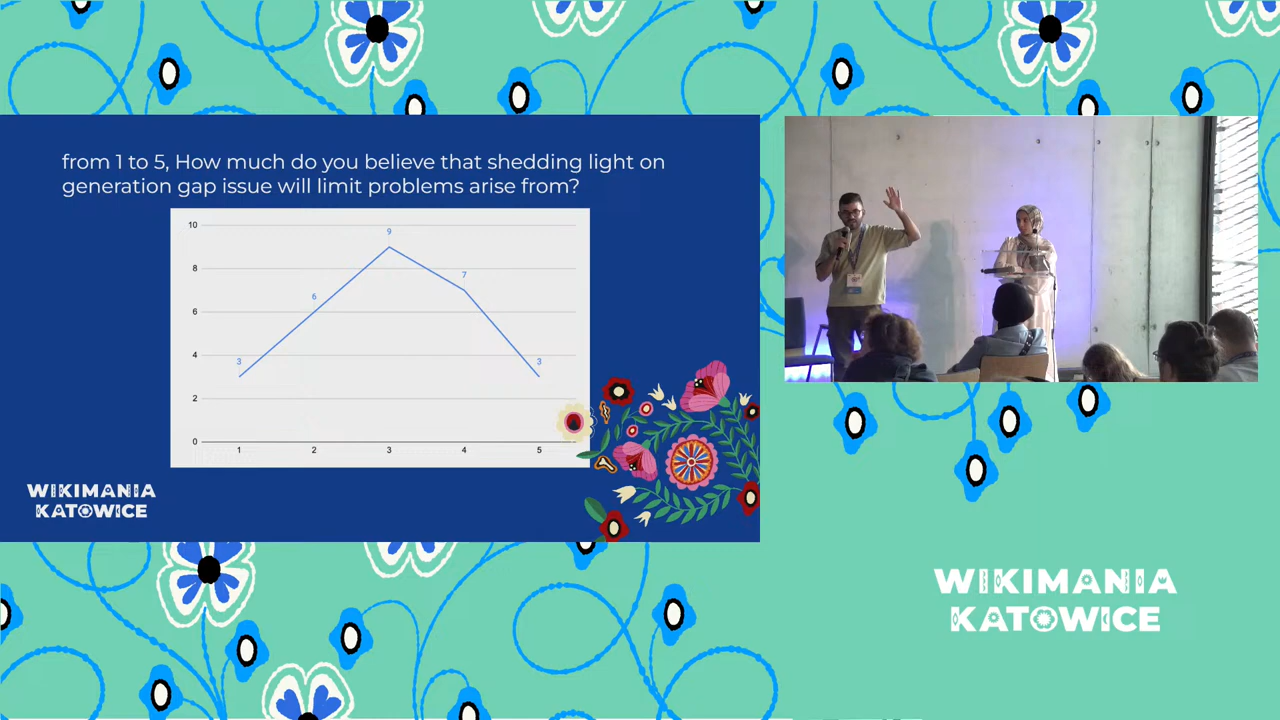 from 1 to 5, How much do you believe that shedding light on
generation gap issue will limit problems arise from?
10
8
6
4
2
0
3
6
9
7
3
1 2 3 4 5
WIKIMANIA
KATOWICE
WIKIMANIA
KATOWICE